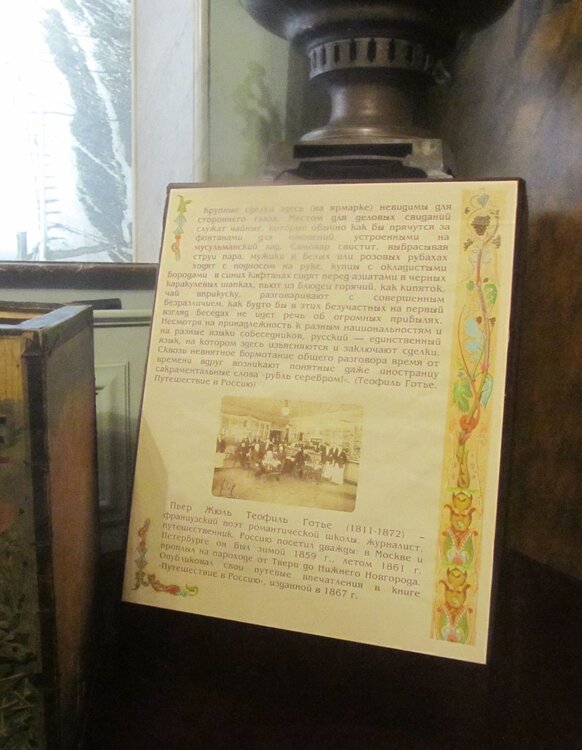 Крупные сделки здесь (на ярмарке) невидимы для
стороннего глаза. Местом для деловых свиданий
служат чайные, которые обычно как бы прячутся за
фонтанами для омовений, устроенными на
мусульманский лад. Самовар свистит, выбрасывая
струи пара, мужики в белых или розовых рубахах
ходят с подносом на руке, купцы с окладистыми
бородами в синих кафтанах сидят перед азиатами в черных
каракулевых шапках, пьют из блюдец горячий, как кипяток,
чай вприкуску, разговаривают с совершенным
безразличием, как будто бы в этих безучастных на первый
взгляд беседах не идет речь об огромных прибылях.
Несмотря на принадлежность к разным национальностям и
на разные языки собеседников, русский — единственный
язык, на котором здесь изъясняются и заключают сделки.
Сквозь невнятное бормотание общего разговора время от
времени вдруг возникают понятные даже иностранцу
сакраментальные слова «рубль серебром!». (Теофиль Готье.
Путешествие в Россию)
Пьер Жюль Теофиль Готье (1811-1872) –
французский поэт романтической школы, журналист,
путешественник. Россию посетил дважды: в Москве и
Петербурге он был зимой 1859 г., летом 1861 г.
проплыл на пароходе от Твери до Нижнего Новгорода.
Опубликовал свои путевые впечатления в книге
«Путешествие в Россию», изданной в 1867 г.